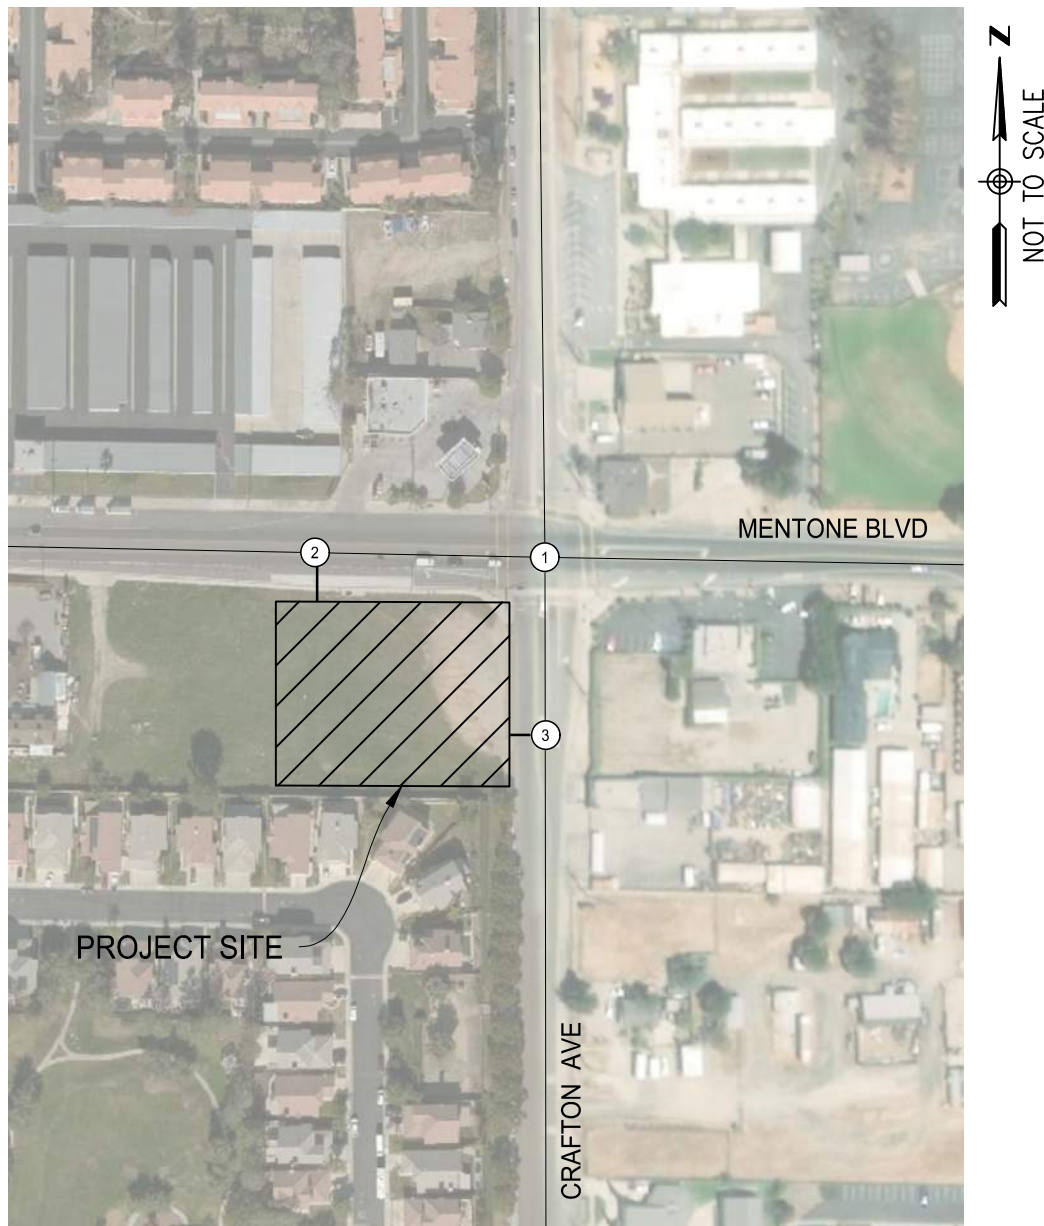 N
NOT TO SCALE
MENTONE BLVD
2
1
3
PROJECT SITE
CRAFTON AVE